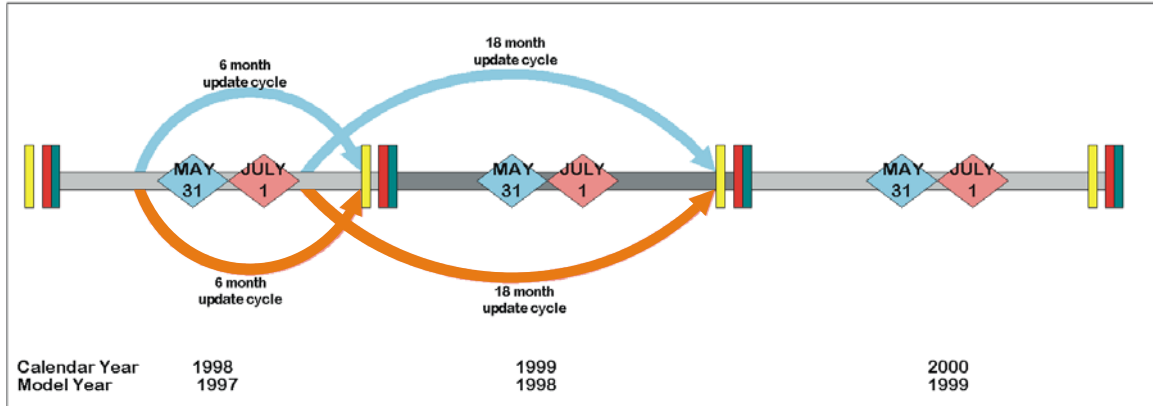 18 month
update cycle
6 month
update cycle
MAY
31
JULY
1
MAY
31
JULY
1
MAY
31
JULY
1
6 month
update cycle
18 month
update cycle
Calendar Year 1998 1999 2000
Model Year 1997 1998 1999